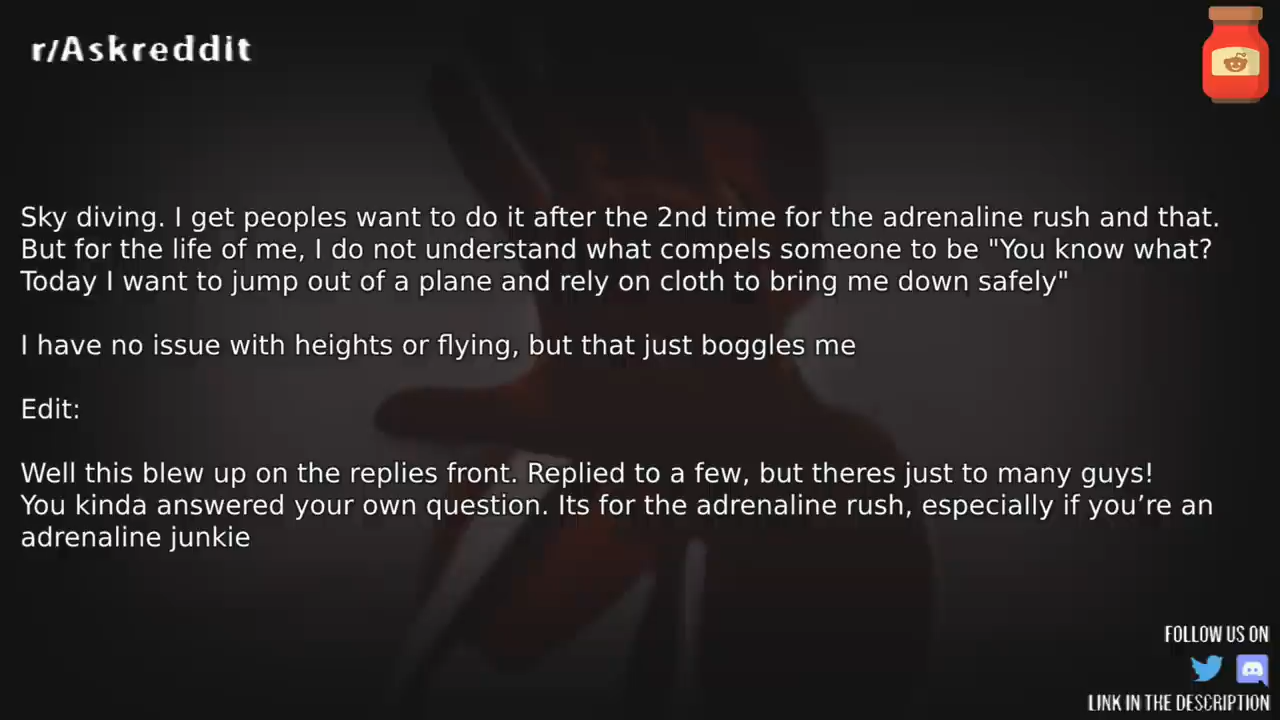 r/Askreddit
Sky diving. I get peoples want to do it after the 2nd time for the adrenaline rush and that.
But for the life of me, I do not understand what compels someone to be "You know what?
Today I want to jump out of a plane and rely on cloth to bring me down safely"
I have no issue with heights or flying, but that just boggles me
Edit:
Well this blew up on the replies front. Replied to a few, but theres just to many guys!
You kinda answered your own question. Its for the adrenaline rush, especially if you’re an
adrenaline junkie
FOLLOW US ON
LINK IN THE DESCRIPTION